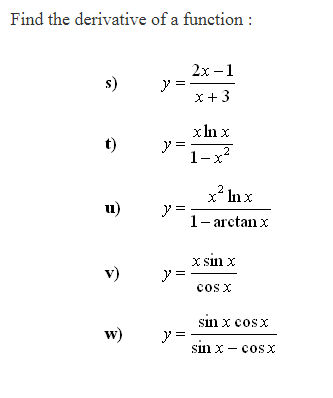 Find the derivative of a function :
s) y = (2x − 1)/(x + 3)
t) y = (x ln x)/(1 − x²)
u) y = (x² ln x)/(1 − arctan x)
v) y = (x sin x)/(cos x)
w) y = (sin x cos x)/(sin x − cos x)